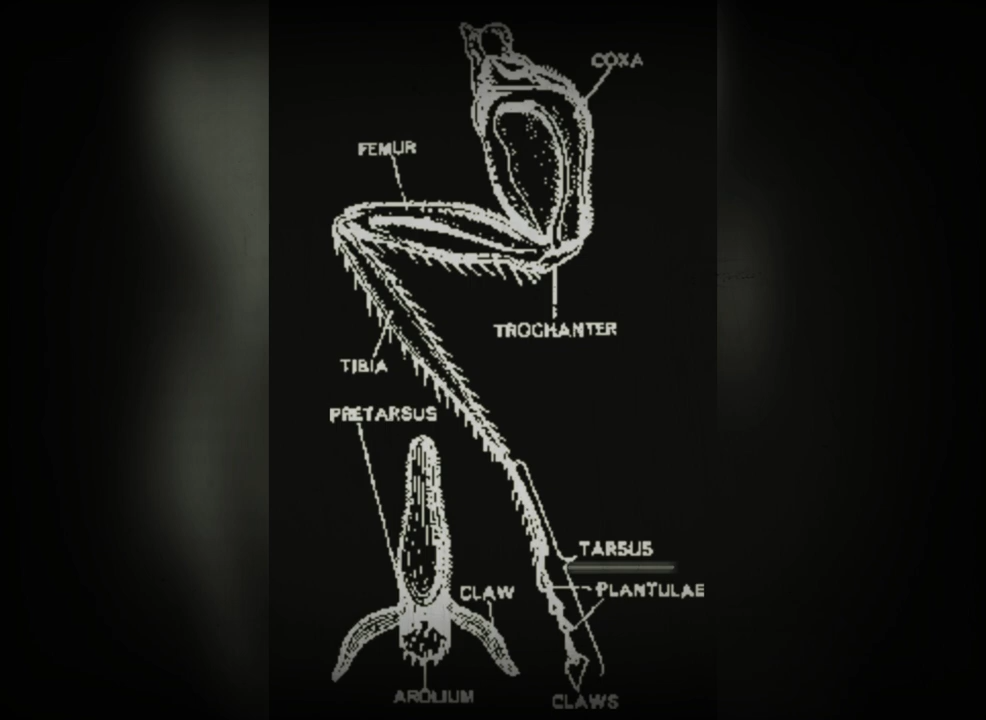 COXA
FEMUR
TROCHANTER
TIBIA
PRETARSUS
TARSUS
CLAW
PLANTULAE
AROLIUM
CLAWS